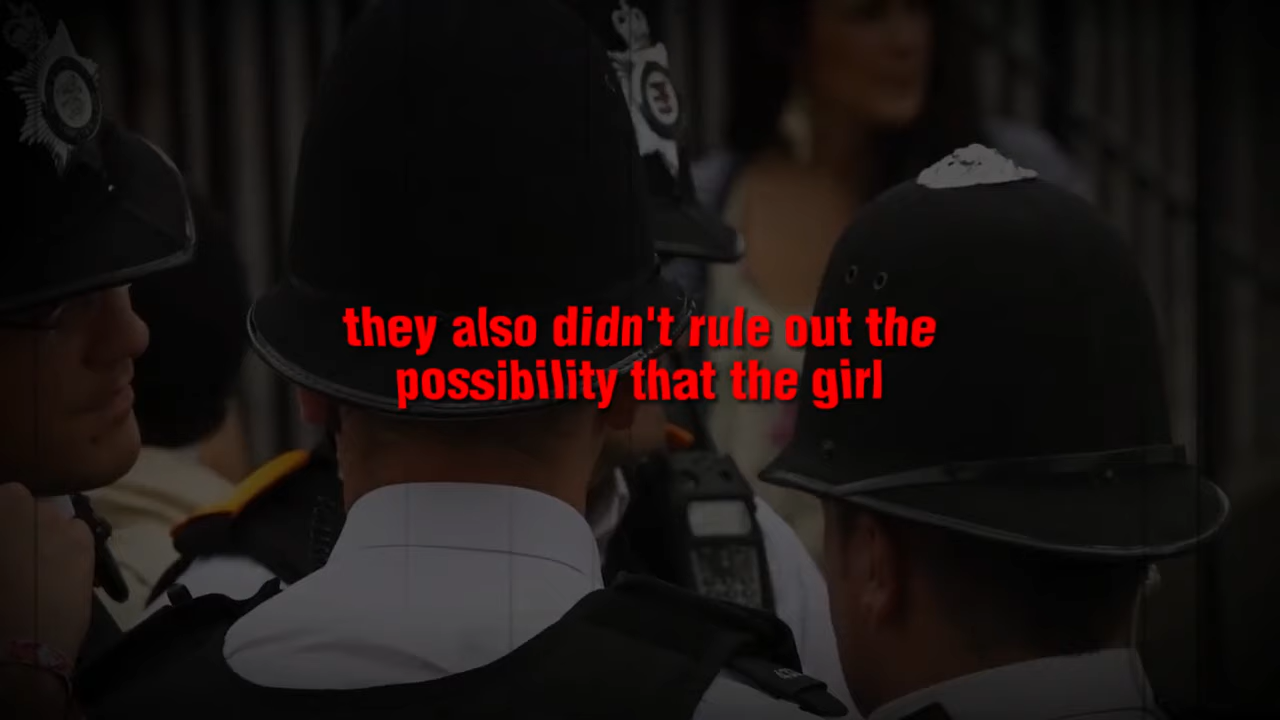 they also didn't rule out the
possibility that the girl